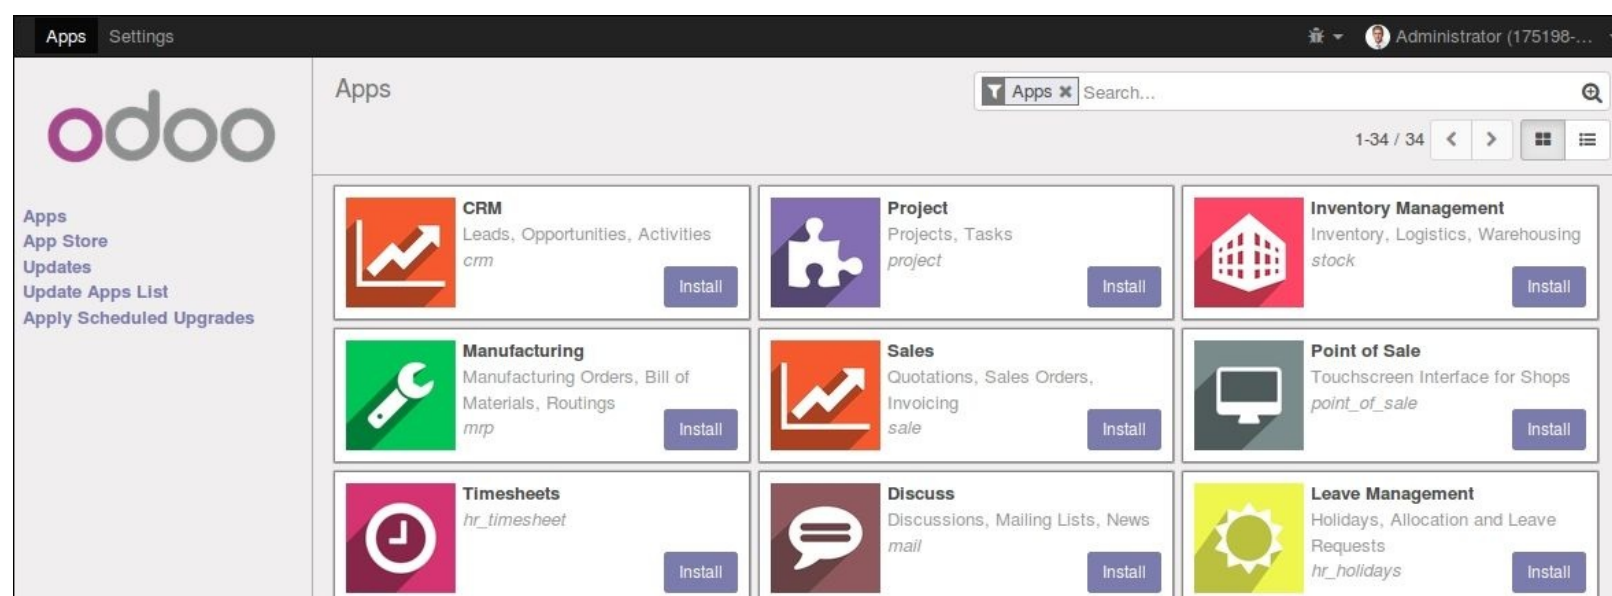 Apps Settings Administrator (175198-...
odoo
Apps
Apps Search...
1-34 / 34
Apps
App Store
Updates
Update Apps List
Apply Scheduled Upgrades
CRM
Leads, Opportunities, Activities
crm
Install
Project
Projects, Tasks
project
Install
Inventory Management
Inventory, Logistics, Warehousing
stock
Install
Manufacturing
Manufacturing Orders, Bill of
Materials, Routings
mrp
Install
Sales
Quotations, Sales Orders,
Invoicing
sale
Install
Point of Sale
Touchscreen Interface for Shops
point_of_sale
Install
Timesheets
hr_timesheet
Install
Discuss
Discussions, Mailing Lists, News
mail
Install
Leave Management
Holidays, Allocation and Leave
Requests
hr_holidays
Install